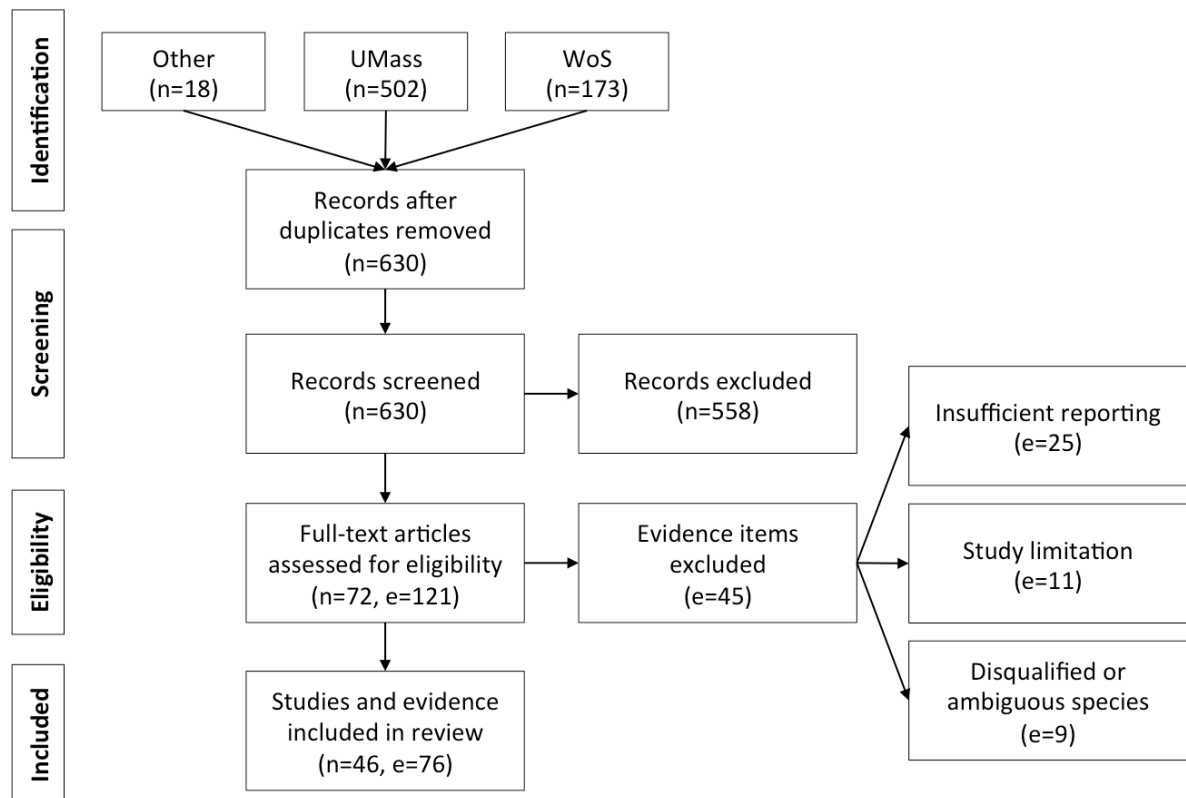 Identification
Other
(n=18)
UMass
(n=502)
WoS
(n=173)
Records after
duplicates removed
(n=630)
Screening
Records screened
(n=630)
Records excluded
(n=558)
Eligibility
Full-text articles
assessed for eligibility
(n=72, e=121)
Evidence items
excluded
(e=45)
Insufficient reporting
(e=25)
Study limitation
(e=11)
Disqualified or
ambiguous species
(e=9)
Included
Studies and evidence
included in review
(n=46, e=76)